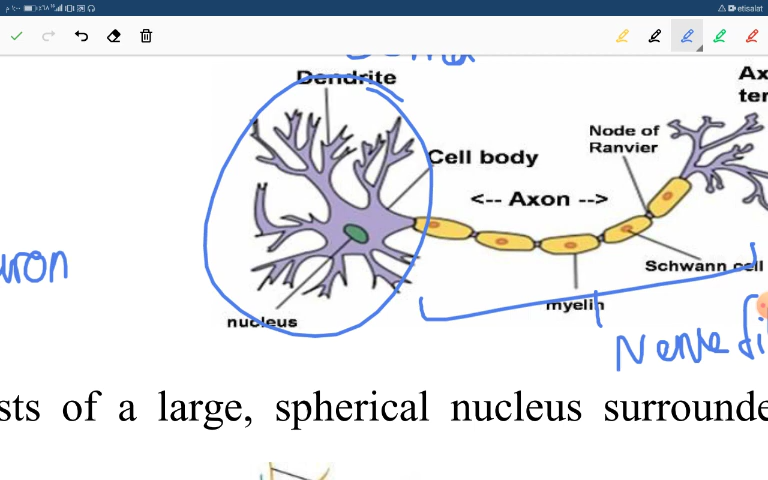 etisalat
Dendrite
Ax
ter
Node of
Ranvier
Cell body
<-- Axon -->
uron
Schwann cell
myelin
nucleus
Nerve fi
sts of a large, spherical nucleus surrounde